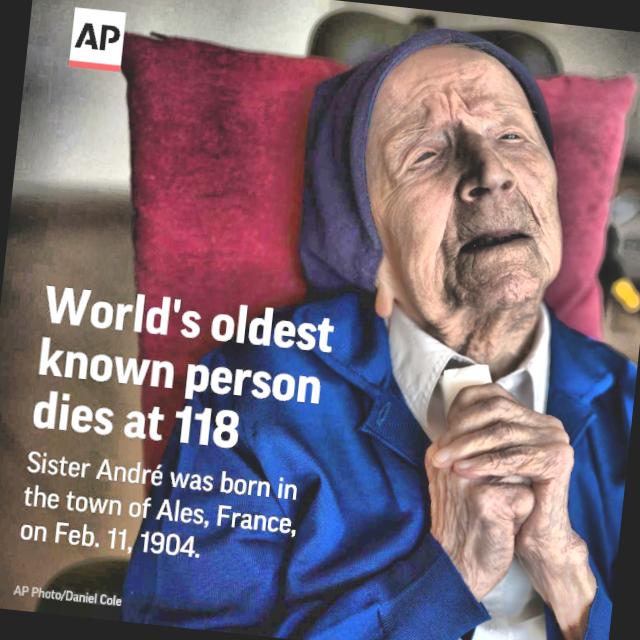 AP
World's oldest
known person
dies at 118
Sister André was born in
the town of Ales, France,
on Feb. 11, 1904.
AP Photo/Daniel Cole